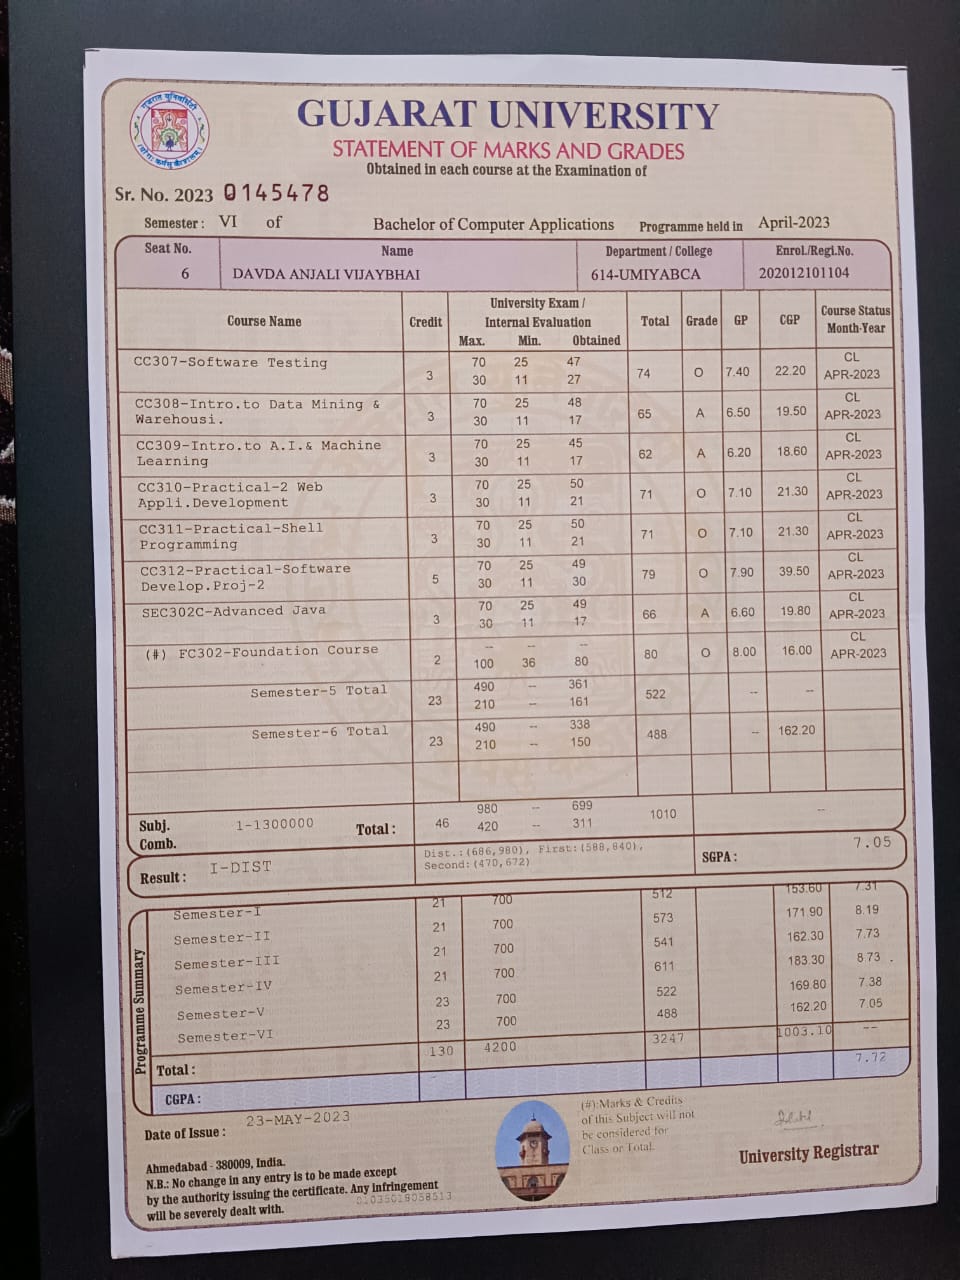 GUJARAT UNIVERSITY
STATEMENT OF MARKS AND GRADES
Obtained in each course at the Examination of
Sr. No. 2023 0145478
Semester : VI of Bachelor of Computer Applications Programme held in April-2023
Seat No. Name Department / College Enrol./Regi.No.
6 DAVDA ANJALI VIJAYBHAI 614-UMIYABCA 202012101104
Course Name Credit University Exam / Internal Evaluation Total Grade GP CGP Course Status Month-Year
Max. Min. Obtained
CC307-Software Testing 3 70 25 47 74 O 7.40 22.20 CL
30 11 27 APR-2023
CC308-Intro.to Data Mining & 3 70 25 48 65 A 6.50 19.50 CL
Warehousi. 30 11 17 APR-2023
CC309-Intro.to A.I.& Machine 3 70 25 45 62 A 6.20 18.60 CL
Learning 30 11 17 APR-2023
CC310-Practical-2 Web 3 70 25 50 71 O 7.10 21.30 CL
Appli.Development 30 11 21 APR-2023
CC311-Practical-Shell 3 70 25 50 71 O 7.10 21.30 CL
Programming 30 11 21 APR-2023
CC312-Practical-Software 5 70 25 49 79 O 7.90 39.50 CL
Develop.Proj-2 30 11 30 APR-2023
SEC302C-Advanced Java 3 70 25 49 66 A 6.60 19.80 CL
30 11 17 APR-2023
(#) FC302-Foundation Course 2 -- -- -- 80 O 8.00 16.00 CL
100 36 80 APR-2023
Semester-5 Total 23 490 -- 361 522 -- --
210 -- 161
Semester-6 Total 23 490 -- 338 488 -- 162.20
210 -- 150
Subj. Comb. 1-1300000 Total : 46 980 -- 699 1010 --
420 -- 311
Result : I-DIST Dist.:(686,980), First:(588,840), SGPA : 7.05
Second:(470,672)
Programme Summary
Semester-I 21 700 512 153.60 7.31
Semester-II 21 700 573 171.90 8.19
Semester-III 21 700 541 162.30 7.73
Semester-IV 21 700 611 183.30 8.73
Semester-V 23 700 522 169.80 7.38
Semester-VI 23 700 488 162.20 7.05
Total : 130 4200 3247 1003.10 --
CGPA : 7.72
Date of Issue : 23-MAY-2023
(#):Marks & Credits
of this Subject will not
be considered for
Class or Total.
University Registrar
Ahmedabad - 380009, India.
N.B.: No change in any entry is to be made except
by the authority issuing the certificate. Any infringement
will be severely dealt with.